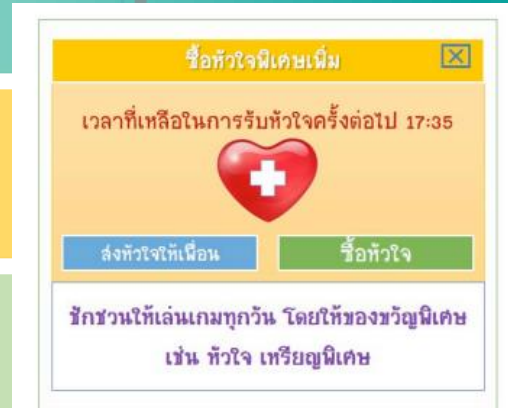 ซื้อหัวใจพิเศษเพิ่ม
เวลาที่เหลือในการรับหัวใจครั้งต่อไป 17:35
ส่งหัวใจให้เพื่อน
ซื้อหัวใจ
ชักชวนให้เล่นเกมทุกวัน โดยให้ของขวัญพิเศษ
เช่น หัวใจ เหรียญพิเศษ